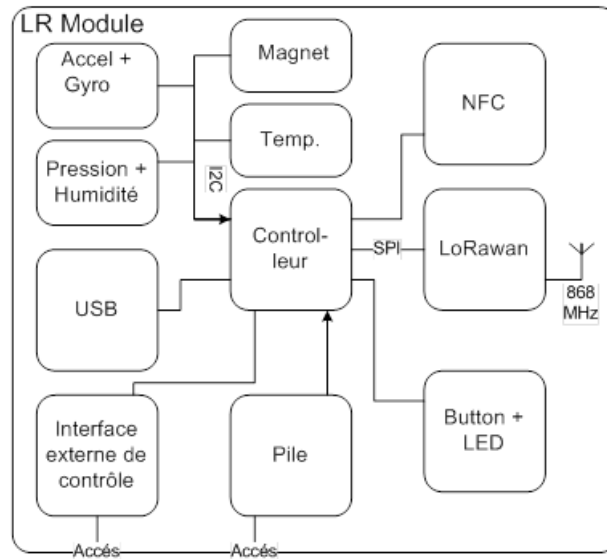 LR Module
Accel +
Gyro
Magnet
NFC
Temp.
Pression +
Humidité
I2C
Control-
leur
SPI
LoRawan
868
MHz
USB
Interface
externe de
contrôle
Pile
Button +
LED
Accés
Accés